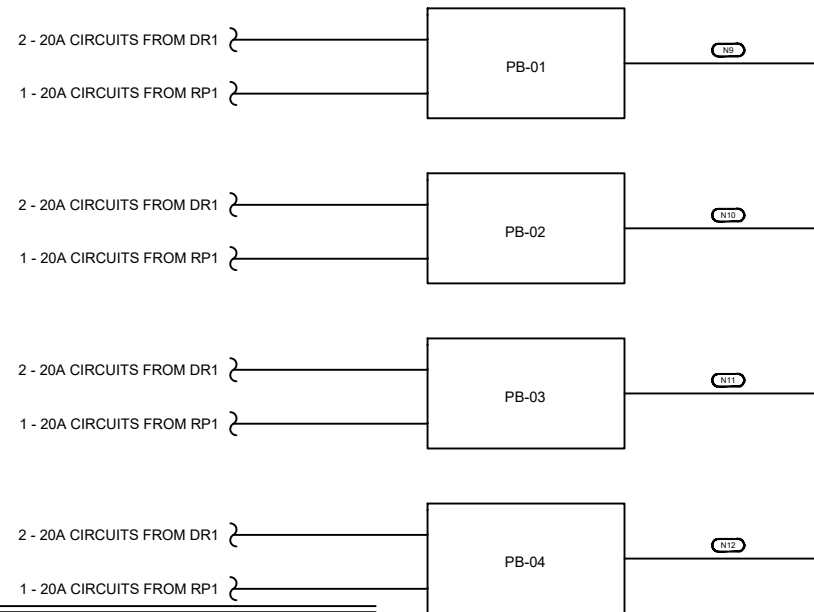 2 - 20A CIRCUITS FROM DR1
N9
PB-01
1 - 20A CIRCUITS FROM RP1
2 - 20A CIRCUITS FROM DR1
N10
PB-02
1 - 20A CIRCUITS FROM RP1
2 - 20A CIRCUITS FROM DR1
N11
PB-03
1 - 20A CIRCUITS FROM RP1
2 - 20A CIRCUITS FROM DR1
N12
PB-04
1 - 20A CIRCUITS FROM RP1